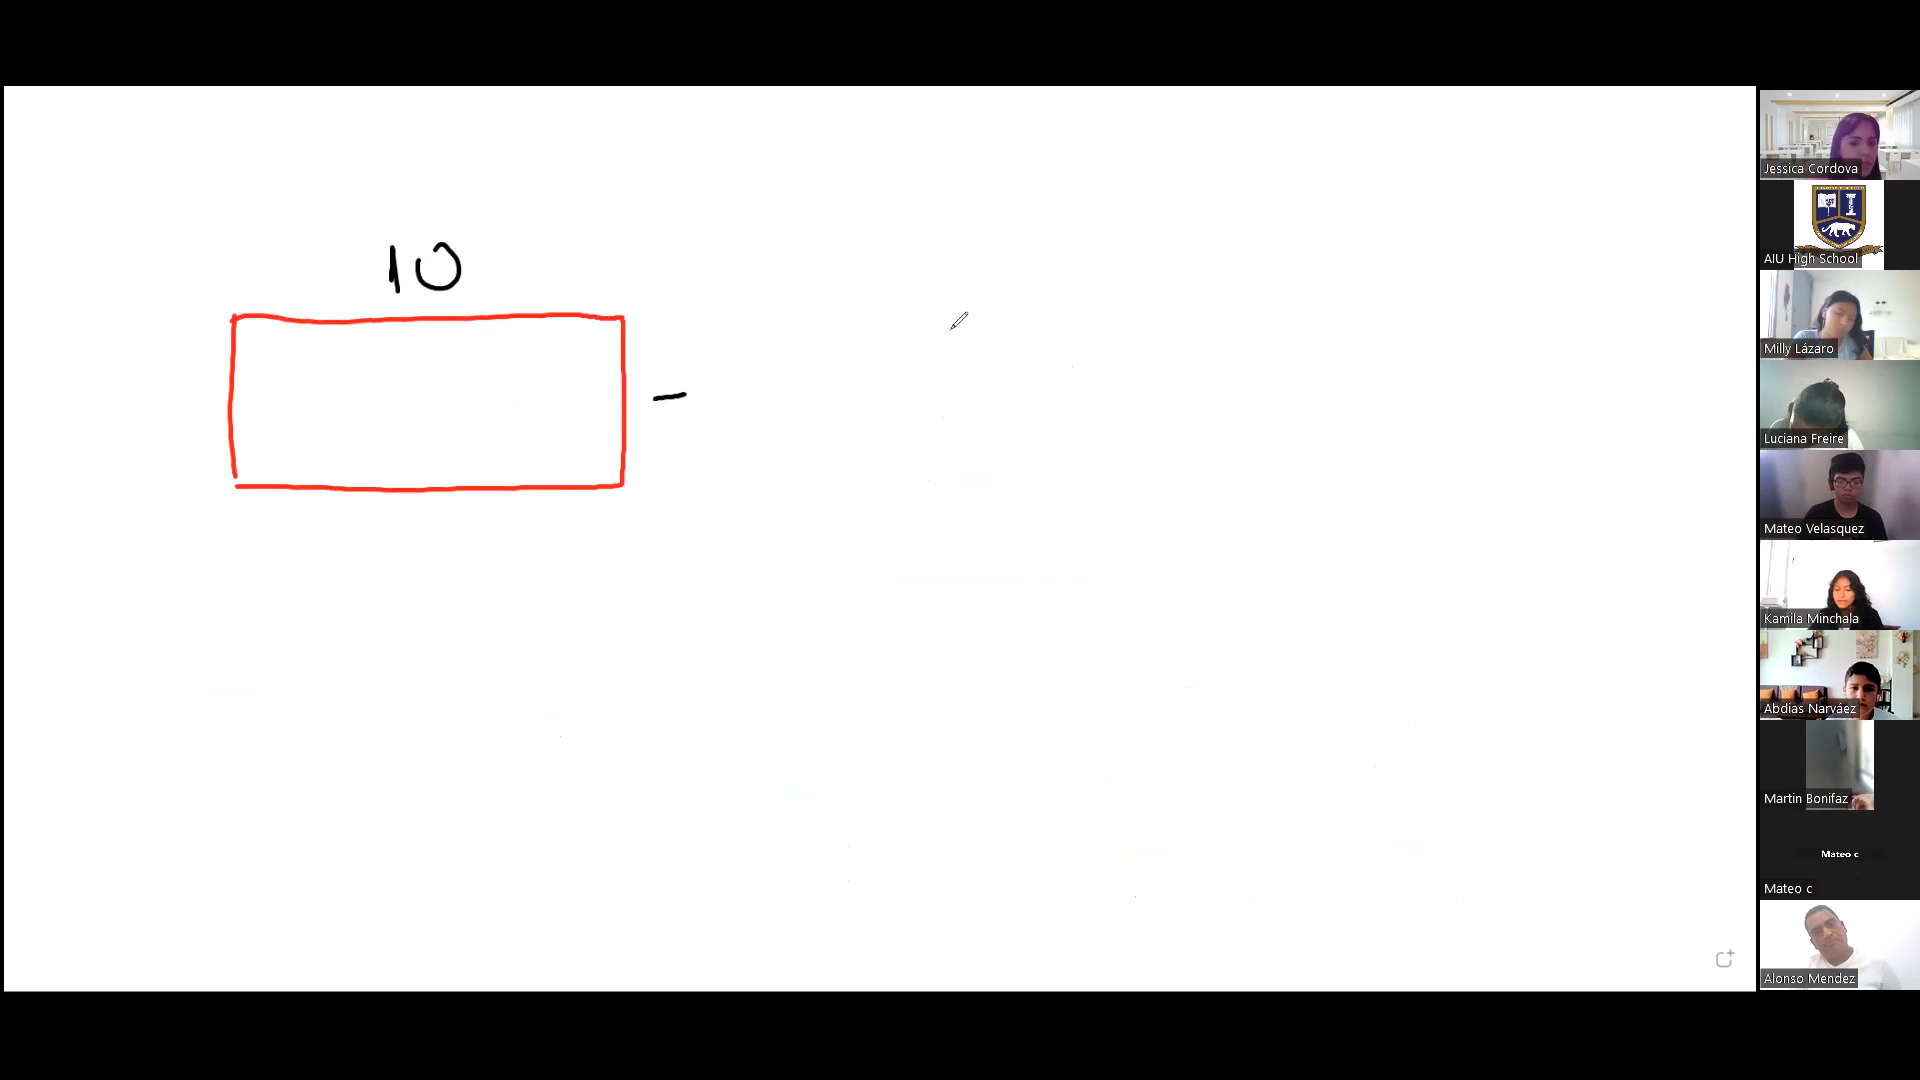 10
-
Jessica Cordova
AIU High School
Milly Lázaro
Luciana Freire
Mateo Velasquez
Kamila Minchala
Abdias Narváez
Martin Bonifaz
Mateo c
Mateo c
Alonso Mendez